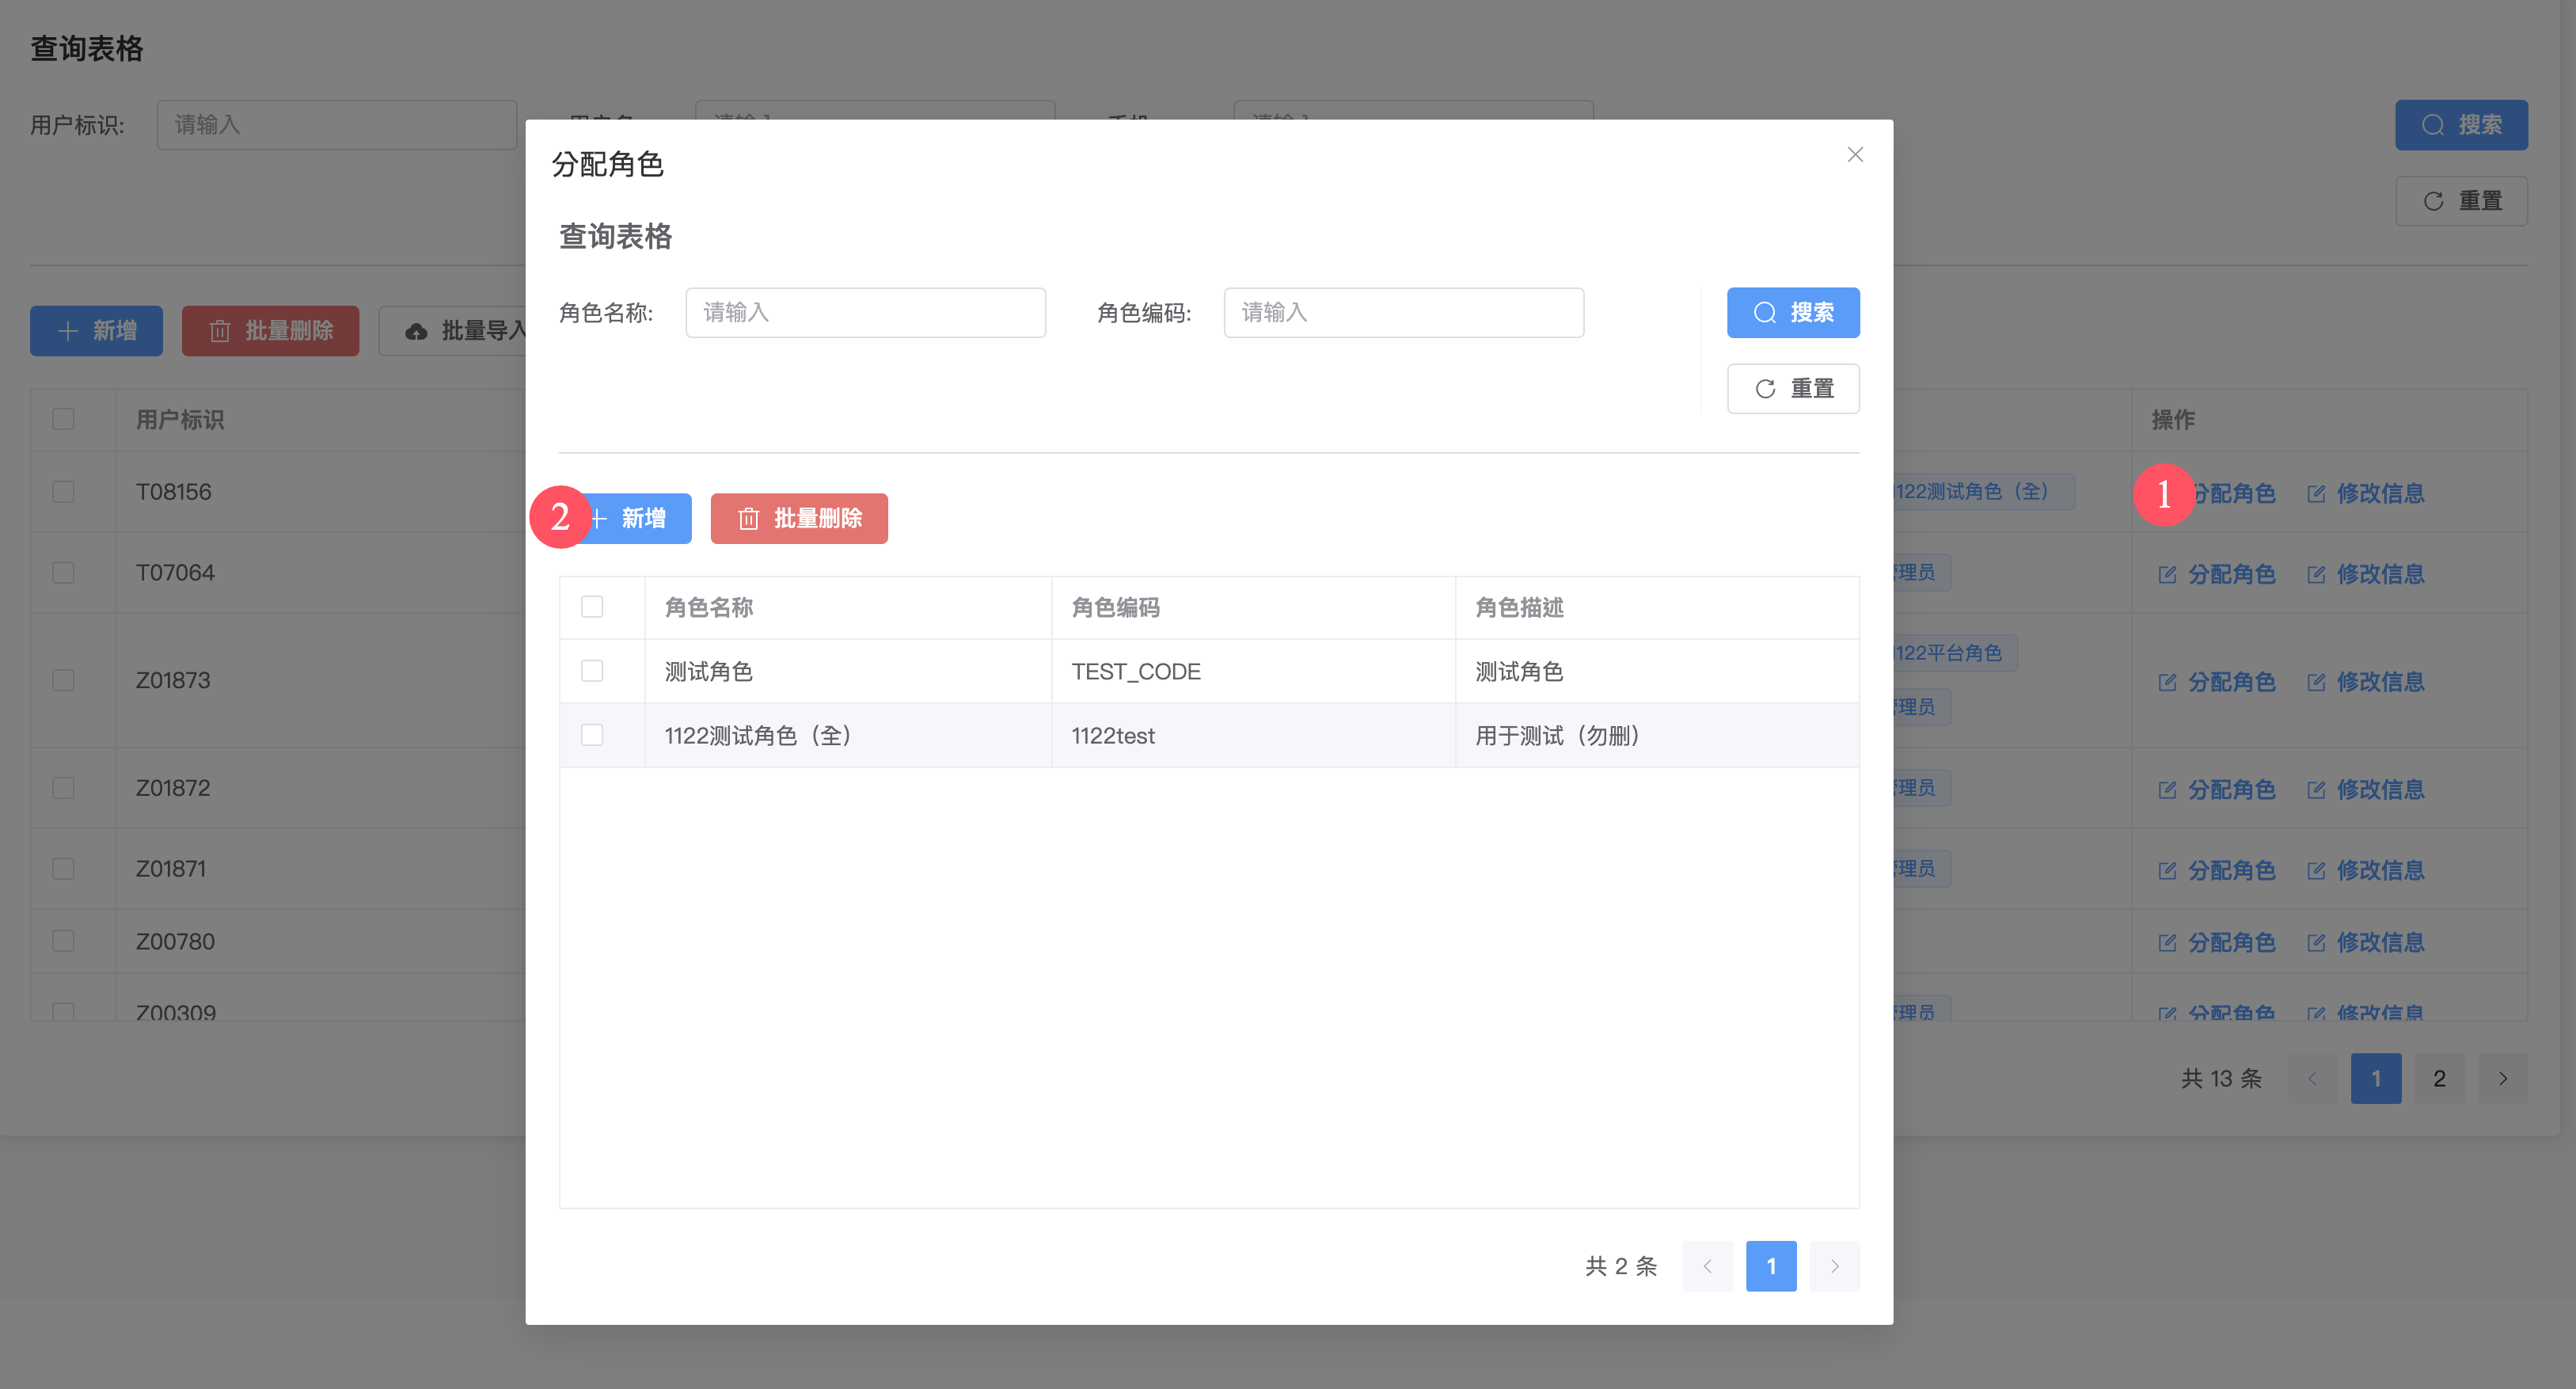 查询表格
用户标识: 请输入
搜索
重置
新增 批量删除 批量导入
用户标识 操作
T08156 1122测试角色（全） 1 分配角色 修改信息
T07064 管理员 分配角色 修改信息
Z01873 1122平台角色 分配角色 修改信息
管理员
Z01872 管理员 分配角色 修改信息
Z01871 管理员 分配角色 修改信息
Z00780 分配角色 修改信息
Z00309 管理员 分配角色 修改信息
共 13 条 1 2
分配角色
查询表格
角色名称: 请输入 角色编码: 请输入 搜索
重置
2 新增 批量删除
角色名称 角色编码 角色描述
测试角色 TEST_CODE 测试角色
1122测试角色（全） 1122test 用于测试（勿删）
共 2 条 1